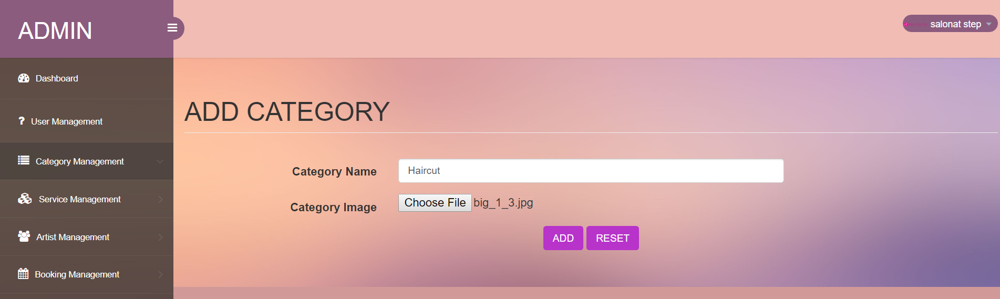 ADMIN
salonat step
Dashboard
User Management
Category Management
Service Management
Artist Management
Booking Management
ADD CATEGORY
Category Name Haircut
Category Image Choose File big_1_3.jpg
ADD RESET